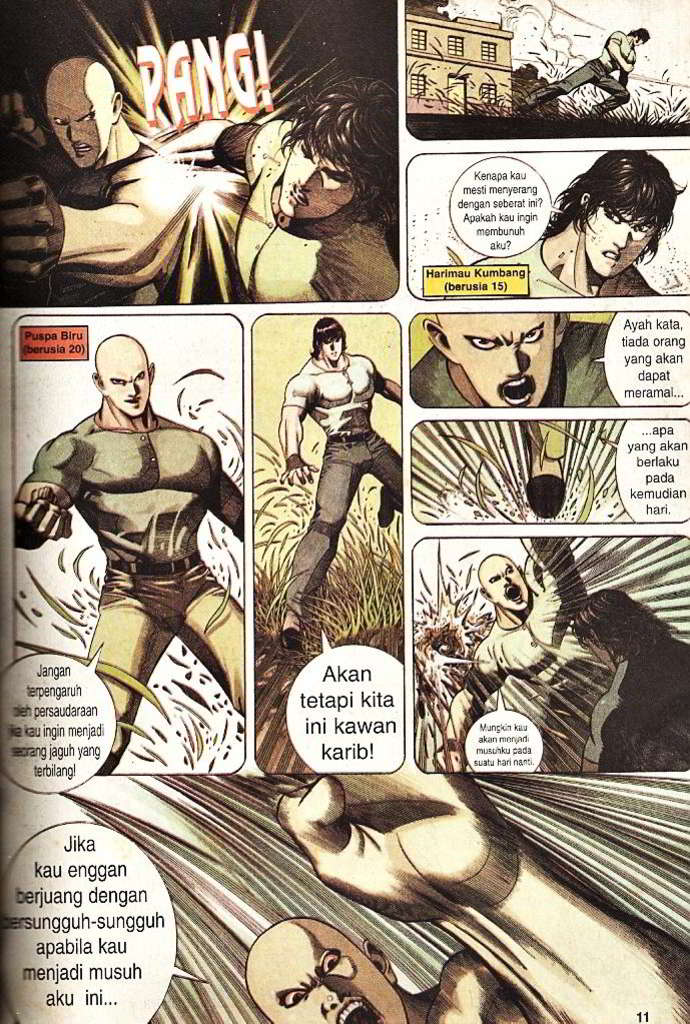 PANG!
Kenapa kau
mesti menyerang
dengan seberat ini?
Apakah kau ingin
membunuh
aku?
Harimau Kumbang
(berusia 15)
Puspa Biru
(berusia 20)
Jangan
terpengaruh
oleh persaudaraan
jika kau ingin menjadi
seorang jaguh yang
terbilang!
Akan
tetapi kita
ini kawan
karib!
Ayah kata,
tiada orang
yang akan
dapat
meramal...
...apa
yang akan
berlaku
pada
kemudian
hari.
Mungkin kau
akan menjadi
musuhku pada
suatu hari nanti.
Jika
kau enggan
berjuang dengan
bersungguh-sungguh
apabila kau
menjadi musuh
aku ini...
11